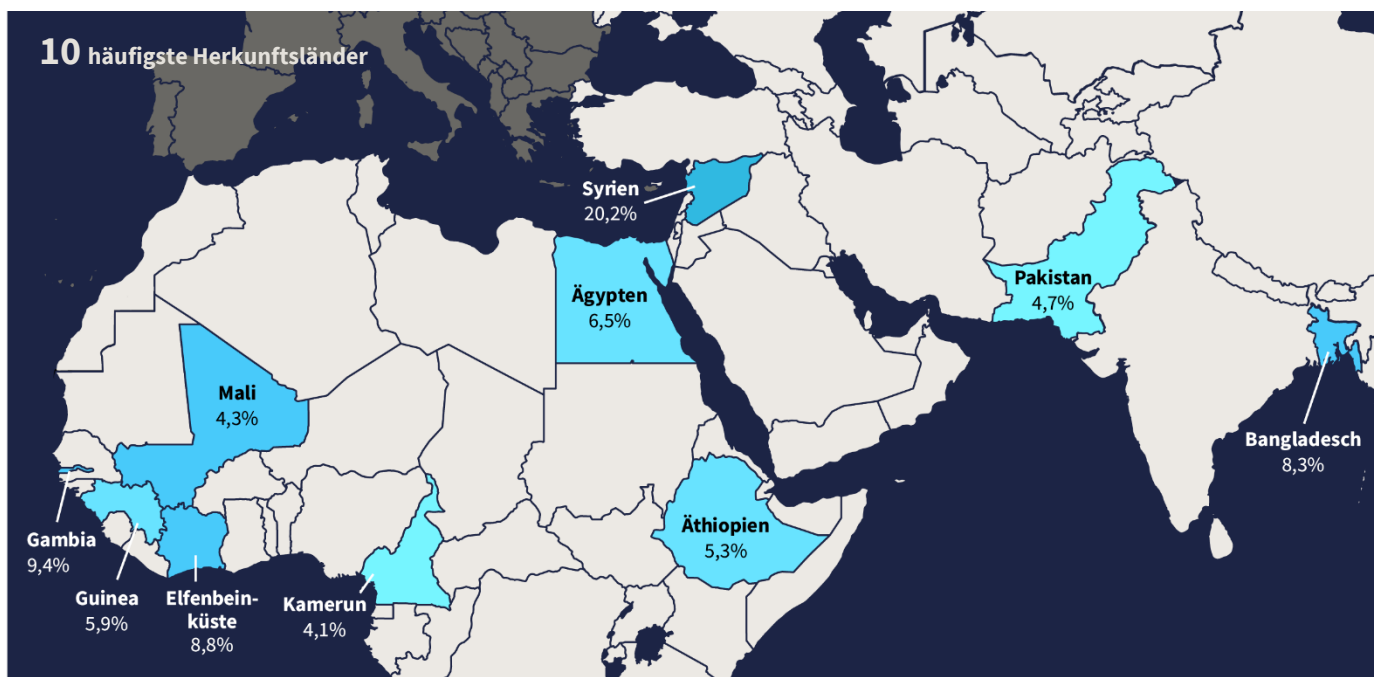 10 häufigste Herkunftsländer
Syrien
20,2%
Ägypten
6,5%
Pakistan
4,7%
Mali
4,3%
Bangladesch
8,3%
Äthiopien
5,3%
Gambia
9,4%
Guinea
5,9%
Elfenbein-
küste
8,8%
Kamerun
4,1%